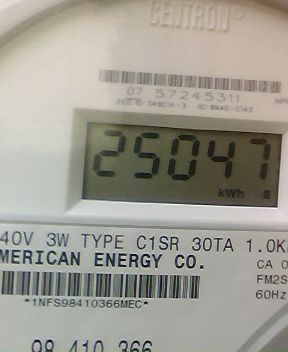 CENTRON
07 57245311
25047
kWh
40V 3W TYPE C1SR 30TA 1.0K
MERICAN ENERGY CO.
CA 0
FM2S
*1NFS98410366MEC*
60Hz
98 410 366